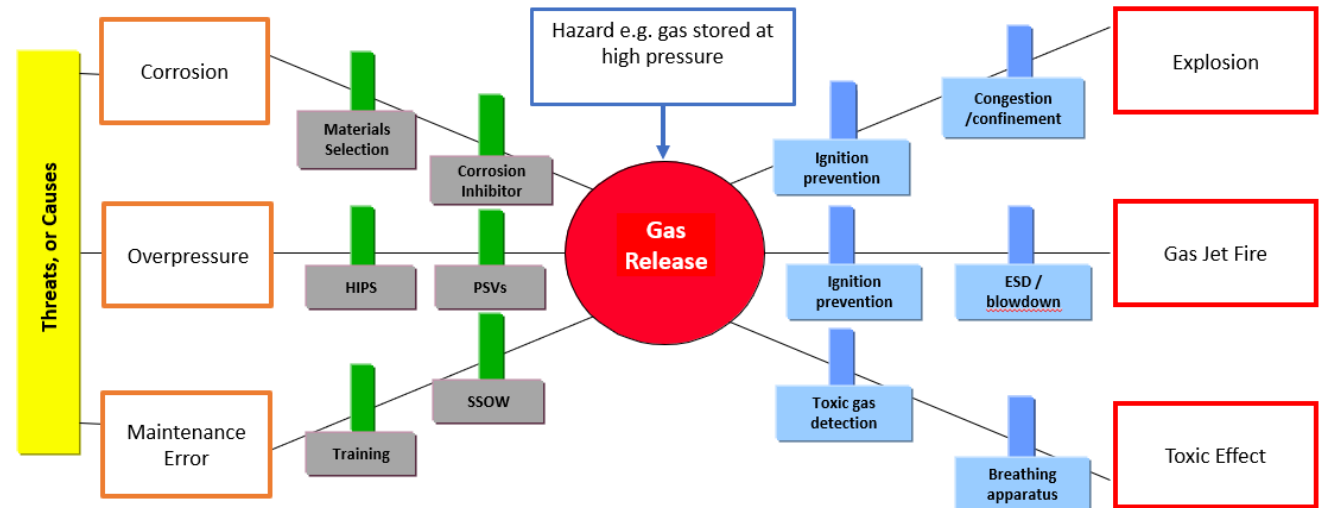 Threats, or Causes
Corrosion
Overpressure
Maintenance
Error
Materials
Selection
Corrosion
Inhibitor
HIPS
PSVs
Training
SSOW
Hazard e.g. gas stored at
high pressure
Gas
Release
Ignition
prevention
Congestion
/confinement
Ignition
prevention
ESD /
blowdown
Toxic gas
detection
Breathing
apparatus
Explosion
Gas Jet Fire
Toxic Effect